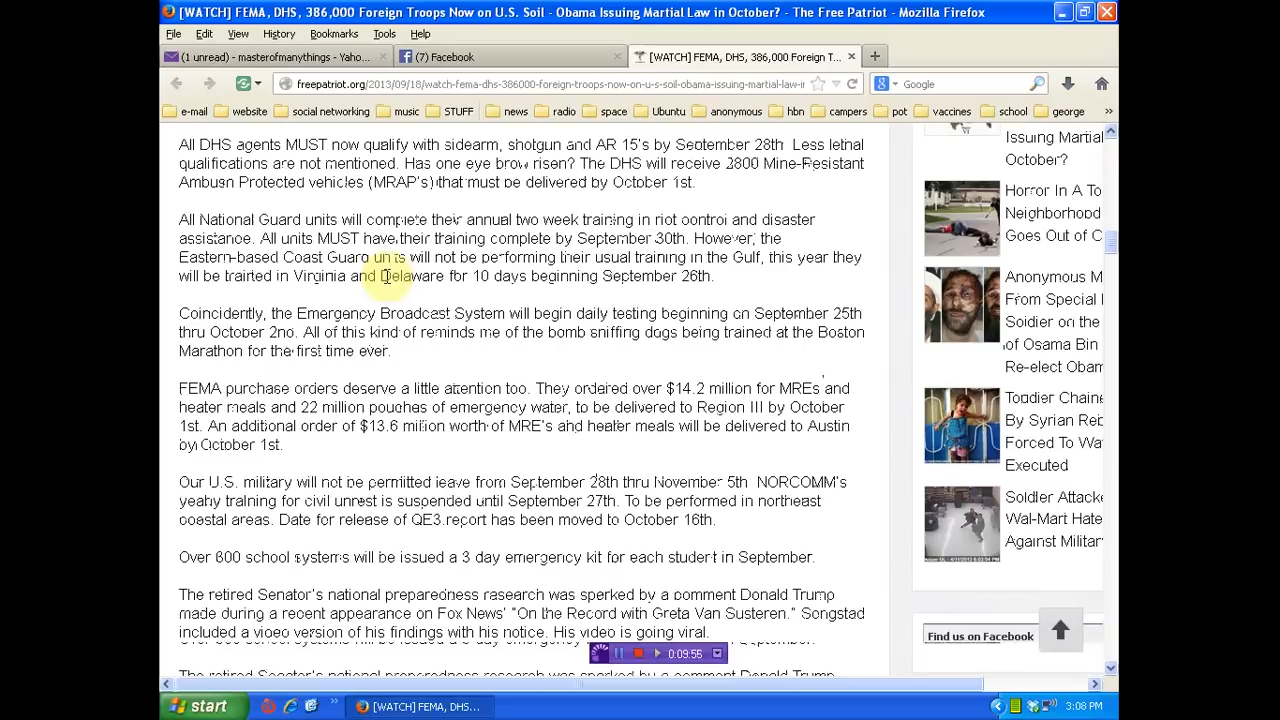 [WATCH] FEMA, DHS, 386,000 Foreign Troops Now on U.S. Soil - Obama Issuing Martial Law in October? - The Free Patriot - Mozilla Firefox
File Edit View History Bookmarks Tools Help
(1 unread) - masterofmanythings - Yaho...
(7) Facebook
[WATCH] FEMA, DHS, 386,000 Foreign T...
freepatriot.org/2013/09/18/watch-fema-dhs-386000-foreign-troops-now-on-u-s-soil-obama-issuing-martial-law-ir
Google
e-mail website social networking music STUFF news radio space Ubuntu anonymous hbn campers pot vaccines school george
All DHS agents MUST now qualify with sidearm, shotgun and AR 15's by September 28th. Less lethal
qualifications are not mentioned. Has one eye brow risen? The DHS will receive 2800 Mine-Resistant
Ambush Protected vehicles (MRAP's) that must be delivered by October 1st.
All National Guard units will complete their annual two week training in riot control and disaster
assistance. All units MUST have their training complete by September 30th. However, the
Eastern-based Coast Guard units will not be performing their usual training in the Gulf, this year they
will be trained in Virginia and Delaware for 10 days beginning September 26th.
Coincidently, the Emergency Broadcast System will begin daily testing beginning on September 25th
thru October 2nd. All of this kind of reminds me of the bomb sniffing dogs being trained at the Boston
Marathon for the first time ever.
FEMA purchase orders deserve a little attention too. They ordered over $14.2 million for MREs and
heater meals and 22 million pouches of emergency water, to be delivered to Region III by October
1st. An additional order of $13.6 million worth of MRE's and heater meals will be delivered to Austin
by October 1st.
Our U.S. military will not be permitted leave from September 28th thru November 5th. NORCOMM's
yearly training for civil unrest is suspended until September 27th. To be performed in northeast
coastal areas. Date for release of QE3 report has been moved to October 16th.
Over 600 school systems will be issued a 3 day emergency kit for each student in September.
The retired Senator's national preparedness research was sperked by a comment Donald Trump
made during a recent appearance on Fox News' "On the Record with Greta Van Susteren." Songstad
included a video version of his findings with his notice. His video is going viral.
Issuing Martial
October?
Horror In A To
Neighborhood
Goes Out of C
Anonymous M
From Special
Soldier on the
of Osama Bin
Re-elect Obam
Toddler Chaine
By Syrian Reb
Forced To Wa
Executed
Soldier Attacke
Wal-Mart Hate
Against Militar
Find us on Facebook
0:09:55
start
[WATCH] FEMA, DHS...
3:08 PM